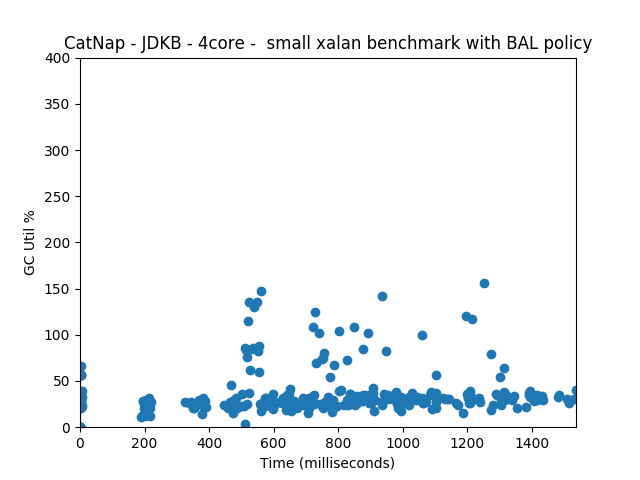 CatNap - JDKB - 4core -  small xalan benchmark with BAL policy
400
350
300
250
200
150
100
50
0
GC Util %
0 200 400 600 800 1000 1200 1400
Time (milliseconds)